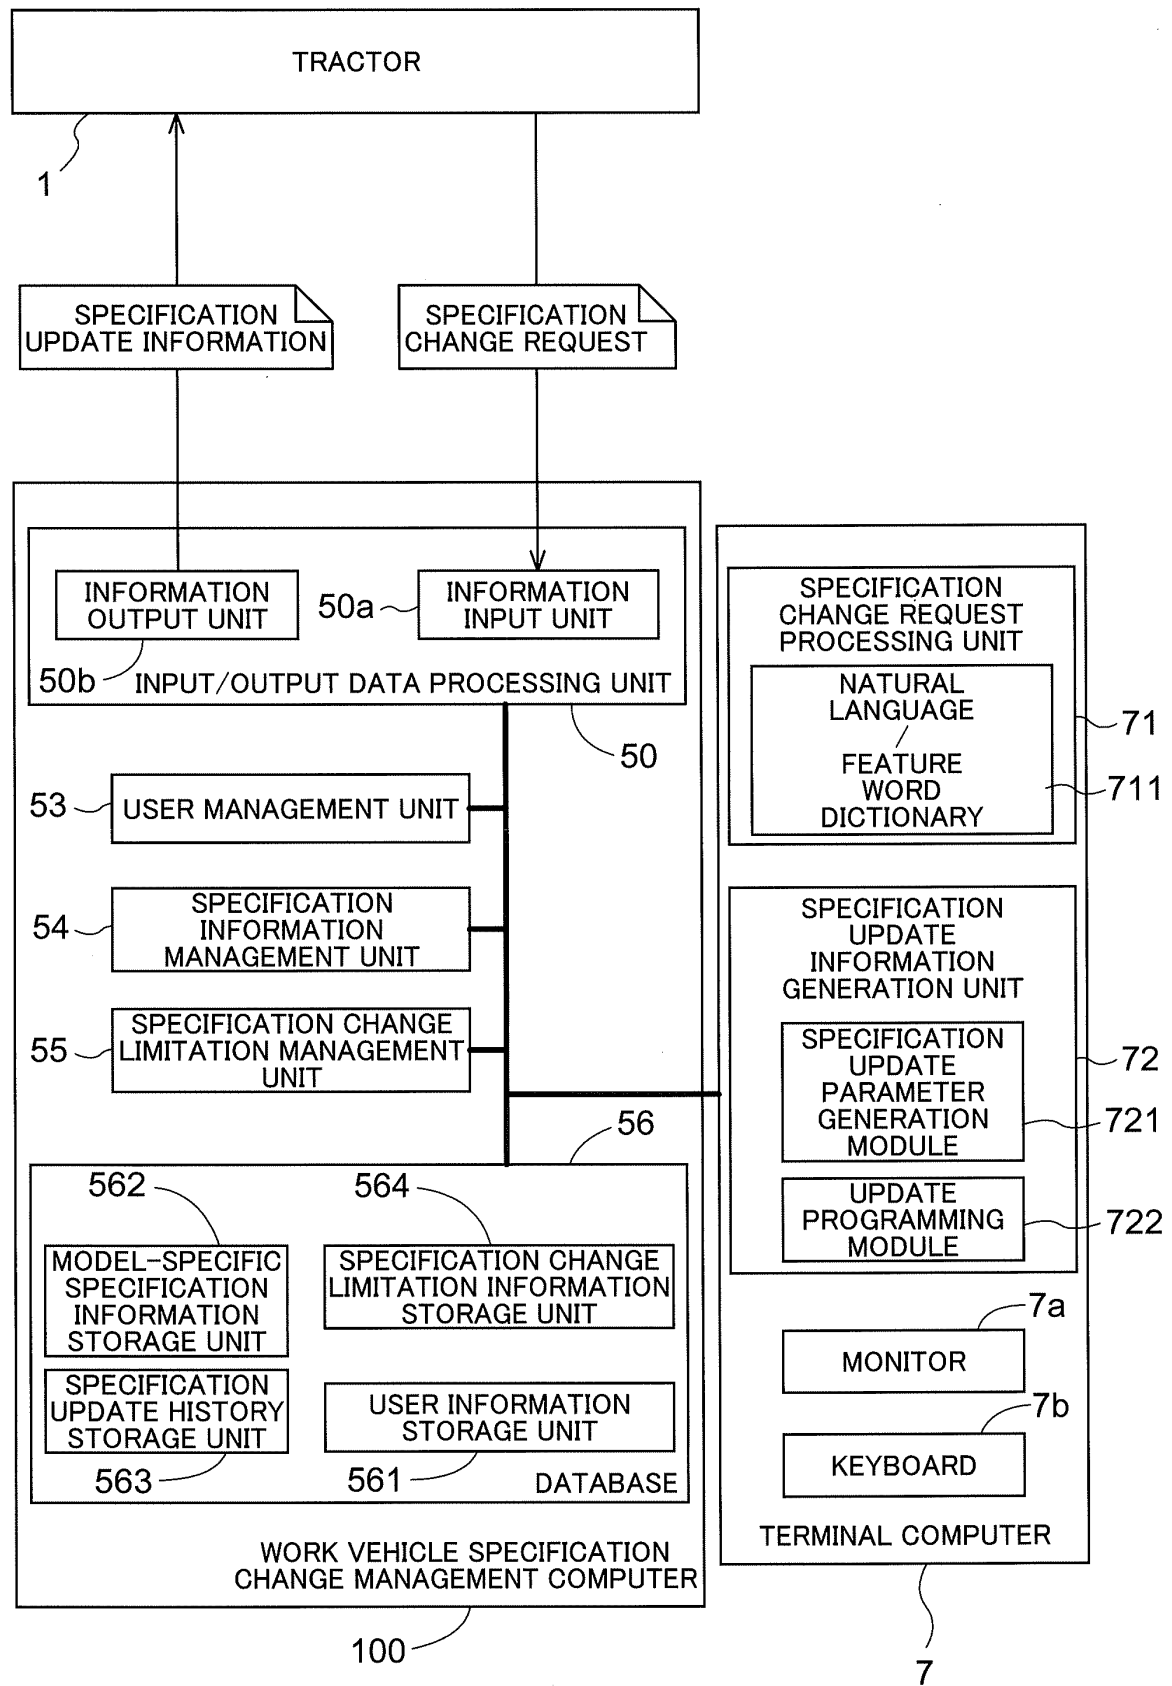 TRACTOR
1
SPECIFICATION
UPDATE INFORMATION
SPECIFICATION
CHANGE REQUEST
INFORMATION
OUTPUT UNIT
50a
INFORMATION
INPUT UNIT
50b
INPUT/OUTPUT DATA PROCESSING UNIT
50
53
USER MANAGEMENT UNIT
54
SPECIFICATION
INFORMATION
MANAGEMENT UNIT
55
SPECIFICATION CHANGE
LIMITATION MANAGEMENT
UNIT
56
562
564
MODEL-SPECIFIC
SPECIFICATION
INFORMATION
STORAGE UNIT
SPECIFICATION CHANGE
LIMITATION INFORMATION
STORAGE UNIT
SPECIFICATION
UPDATE HISTORY
STORAGE UNIT
USER INFORMATION
STORAGE UNIT
563
561
DATABASE
WORK VEHICLE SPECIFICATION
CHANGE MANAGEMENT COMPUTER
100
SPECIFICATION
CHANGE REQUEST
PROCESSING UNIT
NATURAL
LANGUAGE
/
FEATURE
WORD
DICTIONARY
71
711
SPECIFICATION
UPDATE
INFORMATION
GENERATION UNIT
SPECIFICATION
UPDATE
PARAMETER
GENERATION
MODULE
72
721
UPDATE
PROGRAMMING
MODULE
722
7a
MONITOR
7b
KEYBOARD
TERMINAL COMPUTER
7